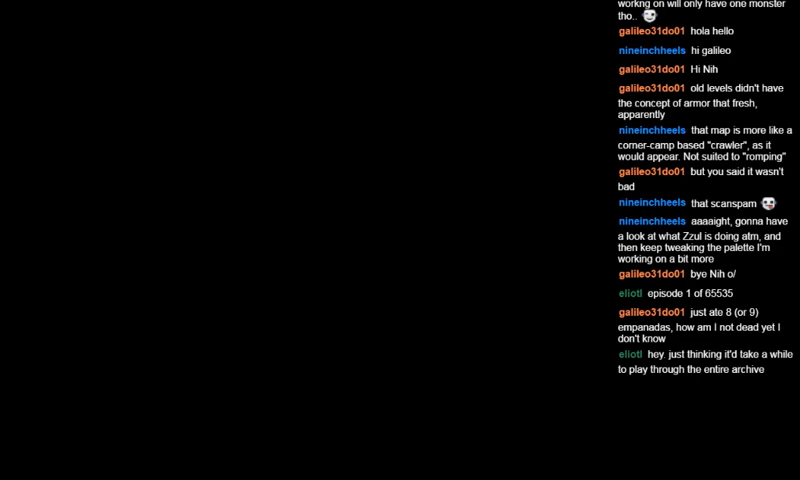 workng on will only have one monster
tho..
galileo31do01 hola hello
nineinchheels hi galileo
galileo31do01 Hi Nih
galileo31do01 old levels didn't have
the concept of armor that fresh,
apparently
nineinchheels that map is more like a
corner-camp based "crawler", as it
would appear. Not suited to "romping"
galileo31do01 but you said it wasn't
bad
nineinchheels that scanspam
nineinchheels aaaaight, gonna have
a look at what Zzul is doing atm, and
then keep tweaking the palette I'm
working on a bit more
galileo31do01 bye Nih o/
eliotl episode 1 of 65535
galileo31do01 just ate 8 (or 9)
empanadas, how am I not dead yet I
don't know
eliotl hey. just thinking it'd take a while
to play through the entire archive